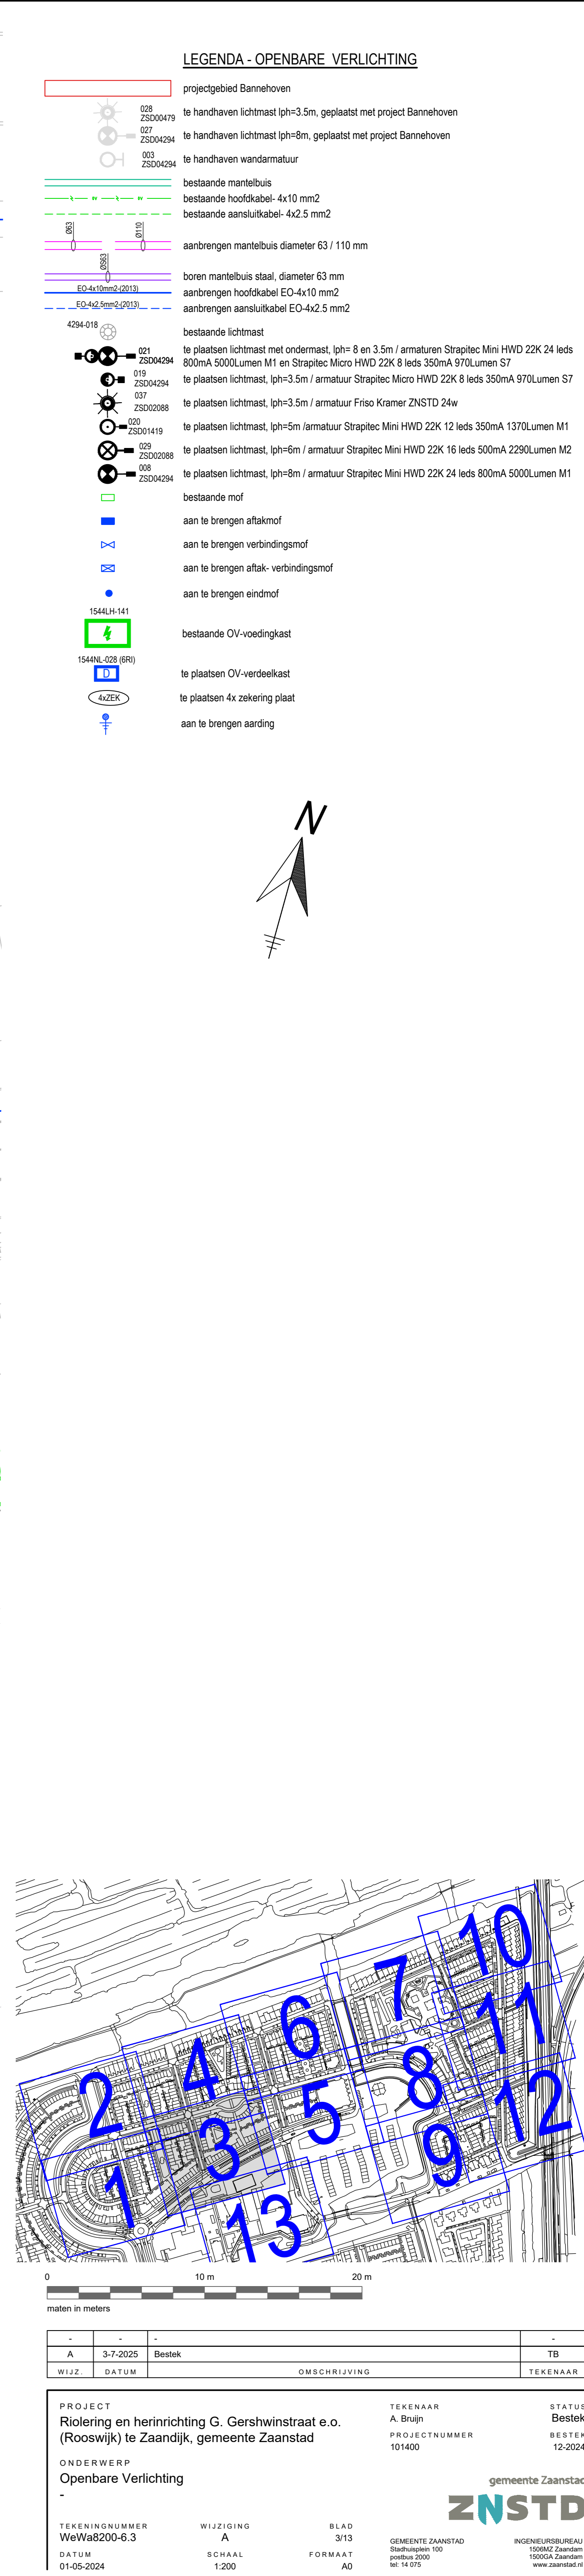 LEGENDA - OPENBARE VERLICHTING
projectgebied Bannehoven
028
ZSD00479
te handhaven lichtmast lph=3.5m, geplaatst met project Bannehoven
027
ZSD04294
te handhaven lichtmast lph=8m, geplaatst met project Bannehoven
003
ZSD04294
te handhaven wandarmatuur
bestaande mantelbuis
bestaande hoofdkabel- 4x10 mm2
bestaande aansluitkabel- 4x2.5 mm2
Ø63
Ø110
aanbrengen mantelbuis diameter 63 / 110 mm
ØS63
boren mantelbuis staal, diameter 63 mm
EO-4x10mm2-(2013)
aanbrengen hoofdkabel EO-4x10 mm2
EO-4x2,5mm2-(2013)
aanbrengen aansluitkabel EO-4x2.5 mm2
4294-018
bestaande lichtmast
021
ZSD04294
te plaatsen lichtmast met ondermast, lph= 8 en 3.5m / armaturen Strapitec Mini HWD 22K 24 leds
800mA 5000Lumen M1 en Strapitec Micro HWD 22K 8 leds 350mA 970Lumen S7
019
ZSD04294
te plaatsen lichtmast, lph=3.5m / armatuur Strapitec Micro HWD 22K 8 leds 350mA 970Lumen S7
037
ZSD02088
te plaatsen lichtmast, lph=3.5m / armatuur Friso Kramer ZNSTD 24w
020
ZSD01419
te plaatsen lichtmast, lph=5m /armatuur Strapitec Mini HWD 22K 12 leds 350mA 1370Lumen M1
029
ZSD02088
te plaatsen lichtmast, lph=6m / armatuur Strapitec Mini HWD 22K 16 leds 500mA 2290Lumen M2
008
ZSD04294
te plaatsen lichtmast, lph=8m / armatuur Strapitec Mini HWD 22K 24 leds 800mA 5000Lumen M1
bestaande mof
aan te brengen aftakmof
aan te brengen verbindingsmof
aan te brengen aftak- verbindingsmof
aan te brengen eindmof
1544LH-141
bestaande OV-voedingkast
1544NL-028 (6RI)
D
te plaatsen OV-verdeelkast
4xZEK
te plaatsen 4x zekering plaat
aan te brengen aarding
N
10
7
11
6
4
8
12
2
5
3
9
1
13
0 10 m 20 m
maten in meters
- - - -
A 3-7-2025 Bestek TB
WIJZ. DATUM OMSCHRIJVING TEKENAAR
PROJECT
Riolering en herinrichting G. Gershwinstraat e.o.
(Rooswijk) te Zaandijk, gemeente Zaanstad
TEKENAAR
A. Bruijn
STATUS
Bestek
PROJECTNUMMER
101400
BESTEK
12-2024
ONDERWERP
Openbare Verlichting
-
gemeente Zaanstad
ZNSTD
TEKENINGNUMMER WIJZIGING BLAD
WeWa8200-6.3 A 3/13
DATUM SCHAAL FORMAAT
01-05-2024 1:200 A0
GEMEENTE ZAANSTAD
Stadhuisplein 100
postbus 2000
tel: 14 075
INGENIEURSBUREAU
1506MZ Zaandam
1500GA Zaandam
www.zaanstad.nl